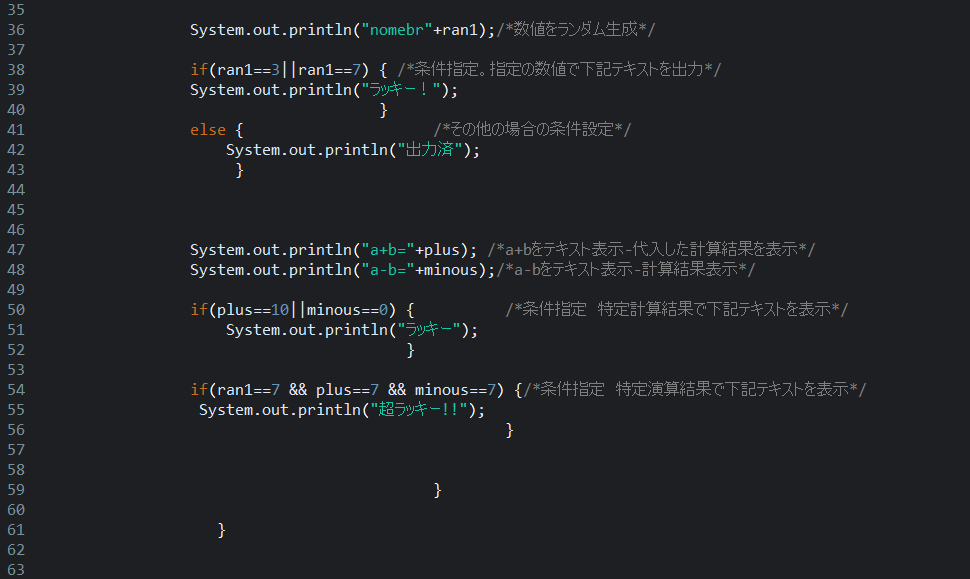 35
36 System.out.println("nomebr"+ran1);/*数値をランダム生成*/
37
38 if(ran1==3||ran1==7) { /*条件指定。指定の数値で下記テキストを出力*/
39 System.out.println("ラッキー！");
40 }
41 else { /*その他の場合の条件設定*/
42 System.out.println("出力済");
43 }
44
45
46
47 System.out.println("a+b="+plus); /*a+bをテキスト表示-代入した計算結果を表示*/
48 System.out.println("a-b="+minous);/*a-bをテキスト表示-計算結果表示*/
49
50 if(plus==10||minous==0) { /*条件指定　特定計算結果で下記テキストを表示*/
51 System.out.println("ラッキー");
52 }
53
54 if(ran1==7 && plus==7 && minous==7) {/*条件指定　特定演算結果で下記テキストを表示*/
55 System.out.println("超ラッキー!!");
56 }
57
58
59 }
60
61 }
62
63